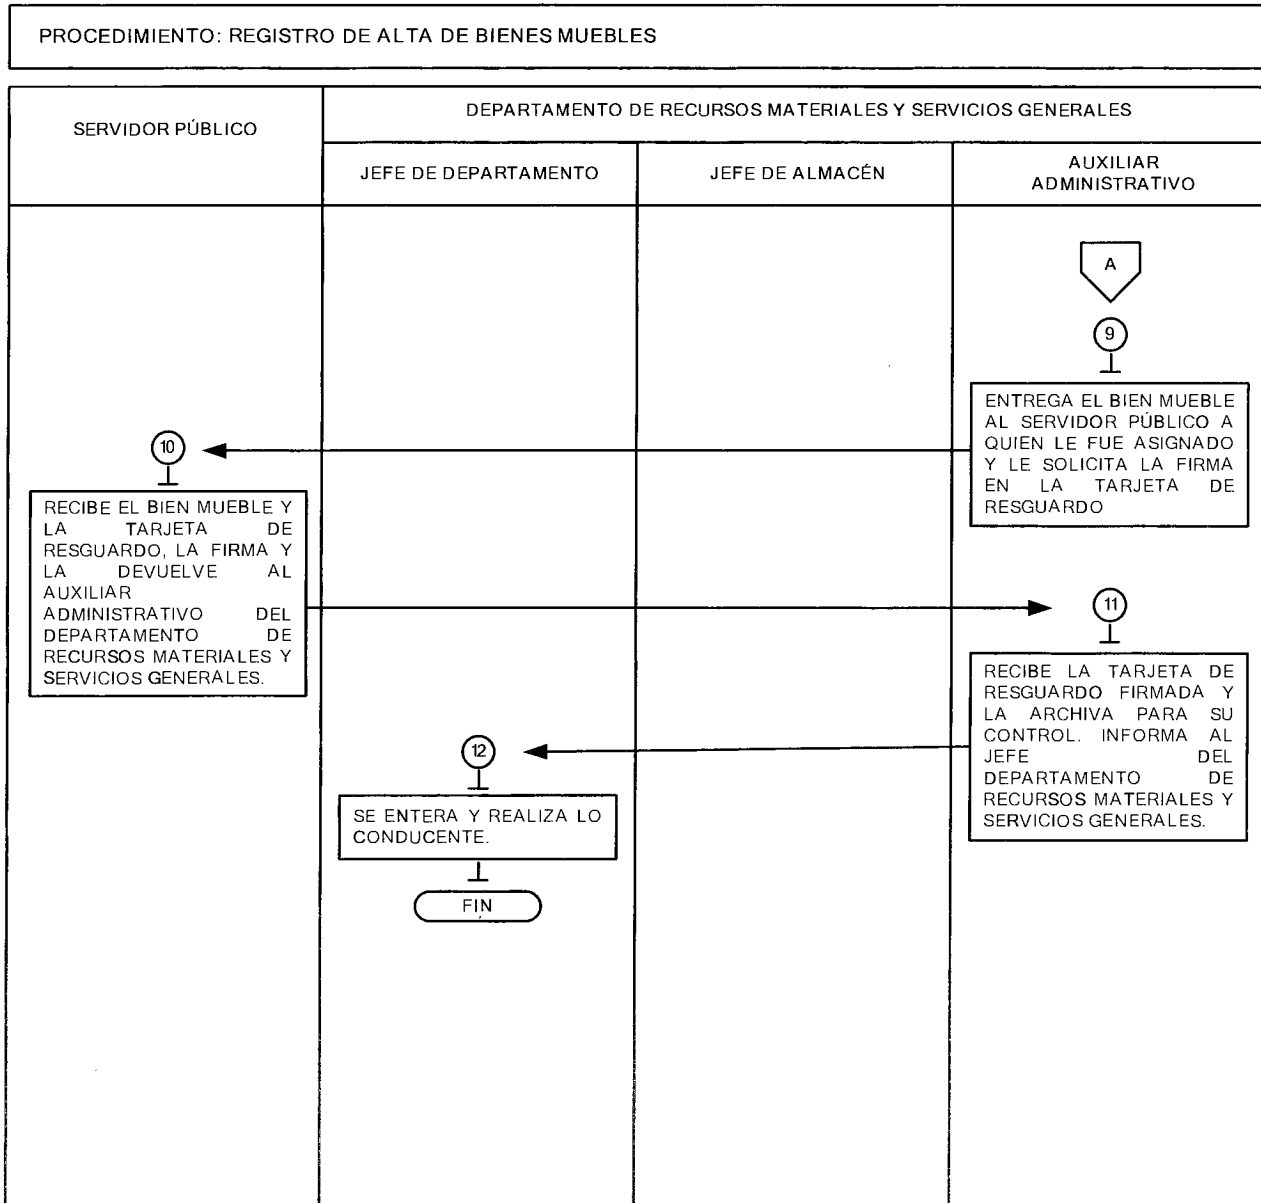 PROCEDIMIENTO: REGISTRO DE ALTA DE BIENES MUEBLES
SERVIDOR PÚBLICO
DEPARTAMENTO DE RECURSOS MATERIALES Y SERVICIOS GENERALES
JEFE DE DEPARTAMENTO
JEFE DE ALMACÉN
AUXILIAR
ADMINISTRATIVO
A
9
ENTREGA EL BIEN MUEBLE
AL SERVIDOR PÚBLICO A
QUIEN LE FUE ASIGNADO
Y LE SOLICITA LA FIRMA
EN LA TARJETA DE
RESGUARDO
10
RECIBE EL BIEN MUEBLE Y
LA TARJETA DE
RESGUARDO, LA FIRMA Y
LA DEVUELVE AL
AUXILIAR
ADMINISTRATIVO DEL
DEPARTAMENTO DE
RECURSOS MATERIALES Y
SERVICIOS GENERALES.
11
RECIBE LA TARJETA DE
RESGUARDO FIRMADA Y
LA ARCHIVA PARA SU
CONTROL. INFORMA AL
JEFE DEL
DEPARTAMENTO DE
RECURSOS MATERIALES Y
SERVICIOS GENERALES.
12
SE ENTERA Y REALIZA LO
CONDUCENTE.
FIN